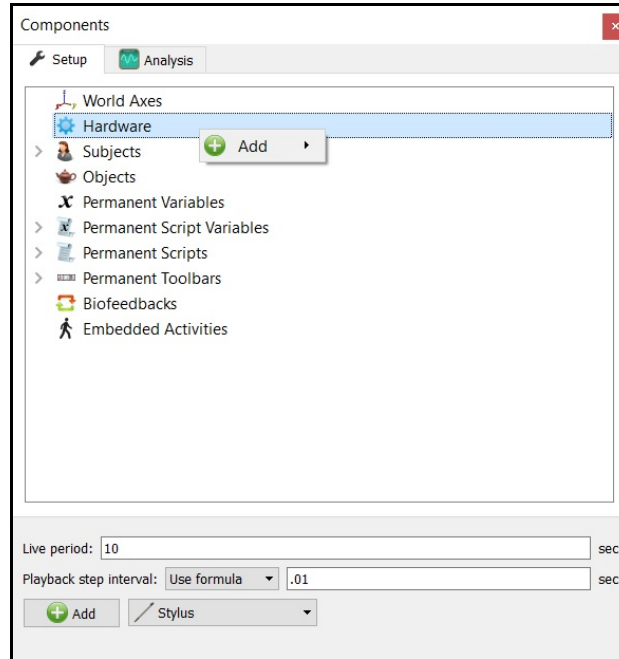 Components
Setup Analysis
World Axes
Hardware
Add
Subjects
Objects
Permanent Variables
Permanent Script Variables
Permanent Scripts
Permanent Toolbars
Biofeedbacks
Embedded Activities
Live period: 10 sec
Playback step interval: Use formula .01 sec
Add Stylus